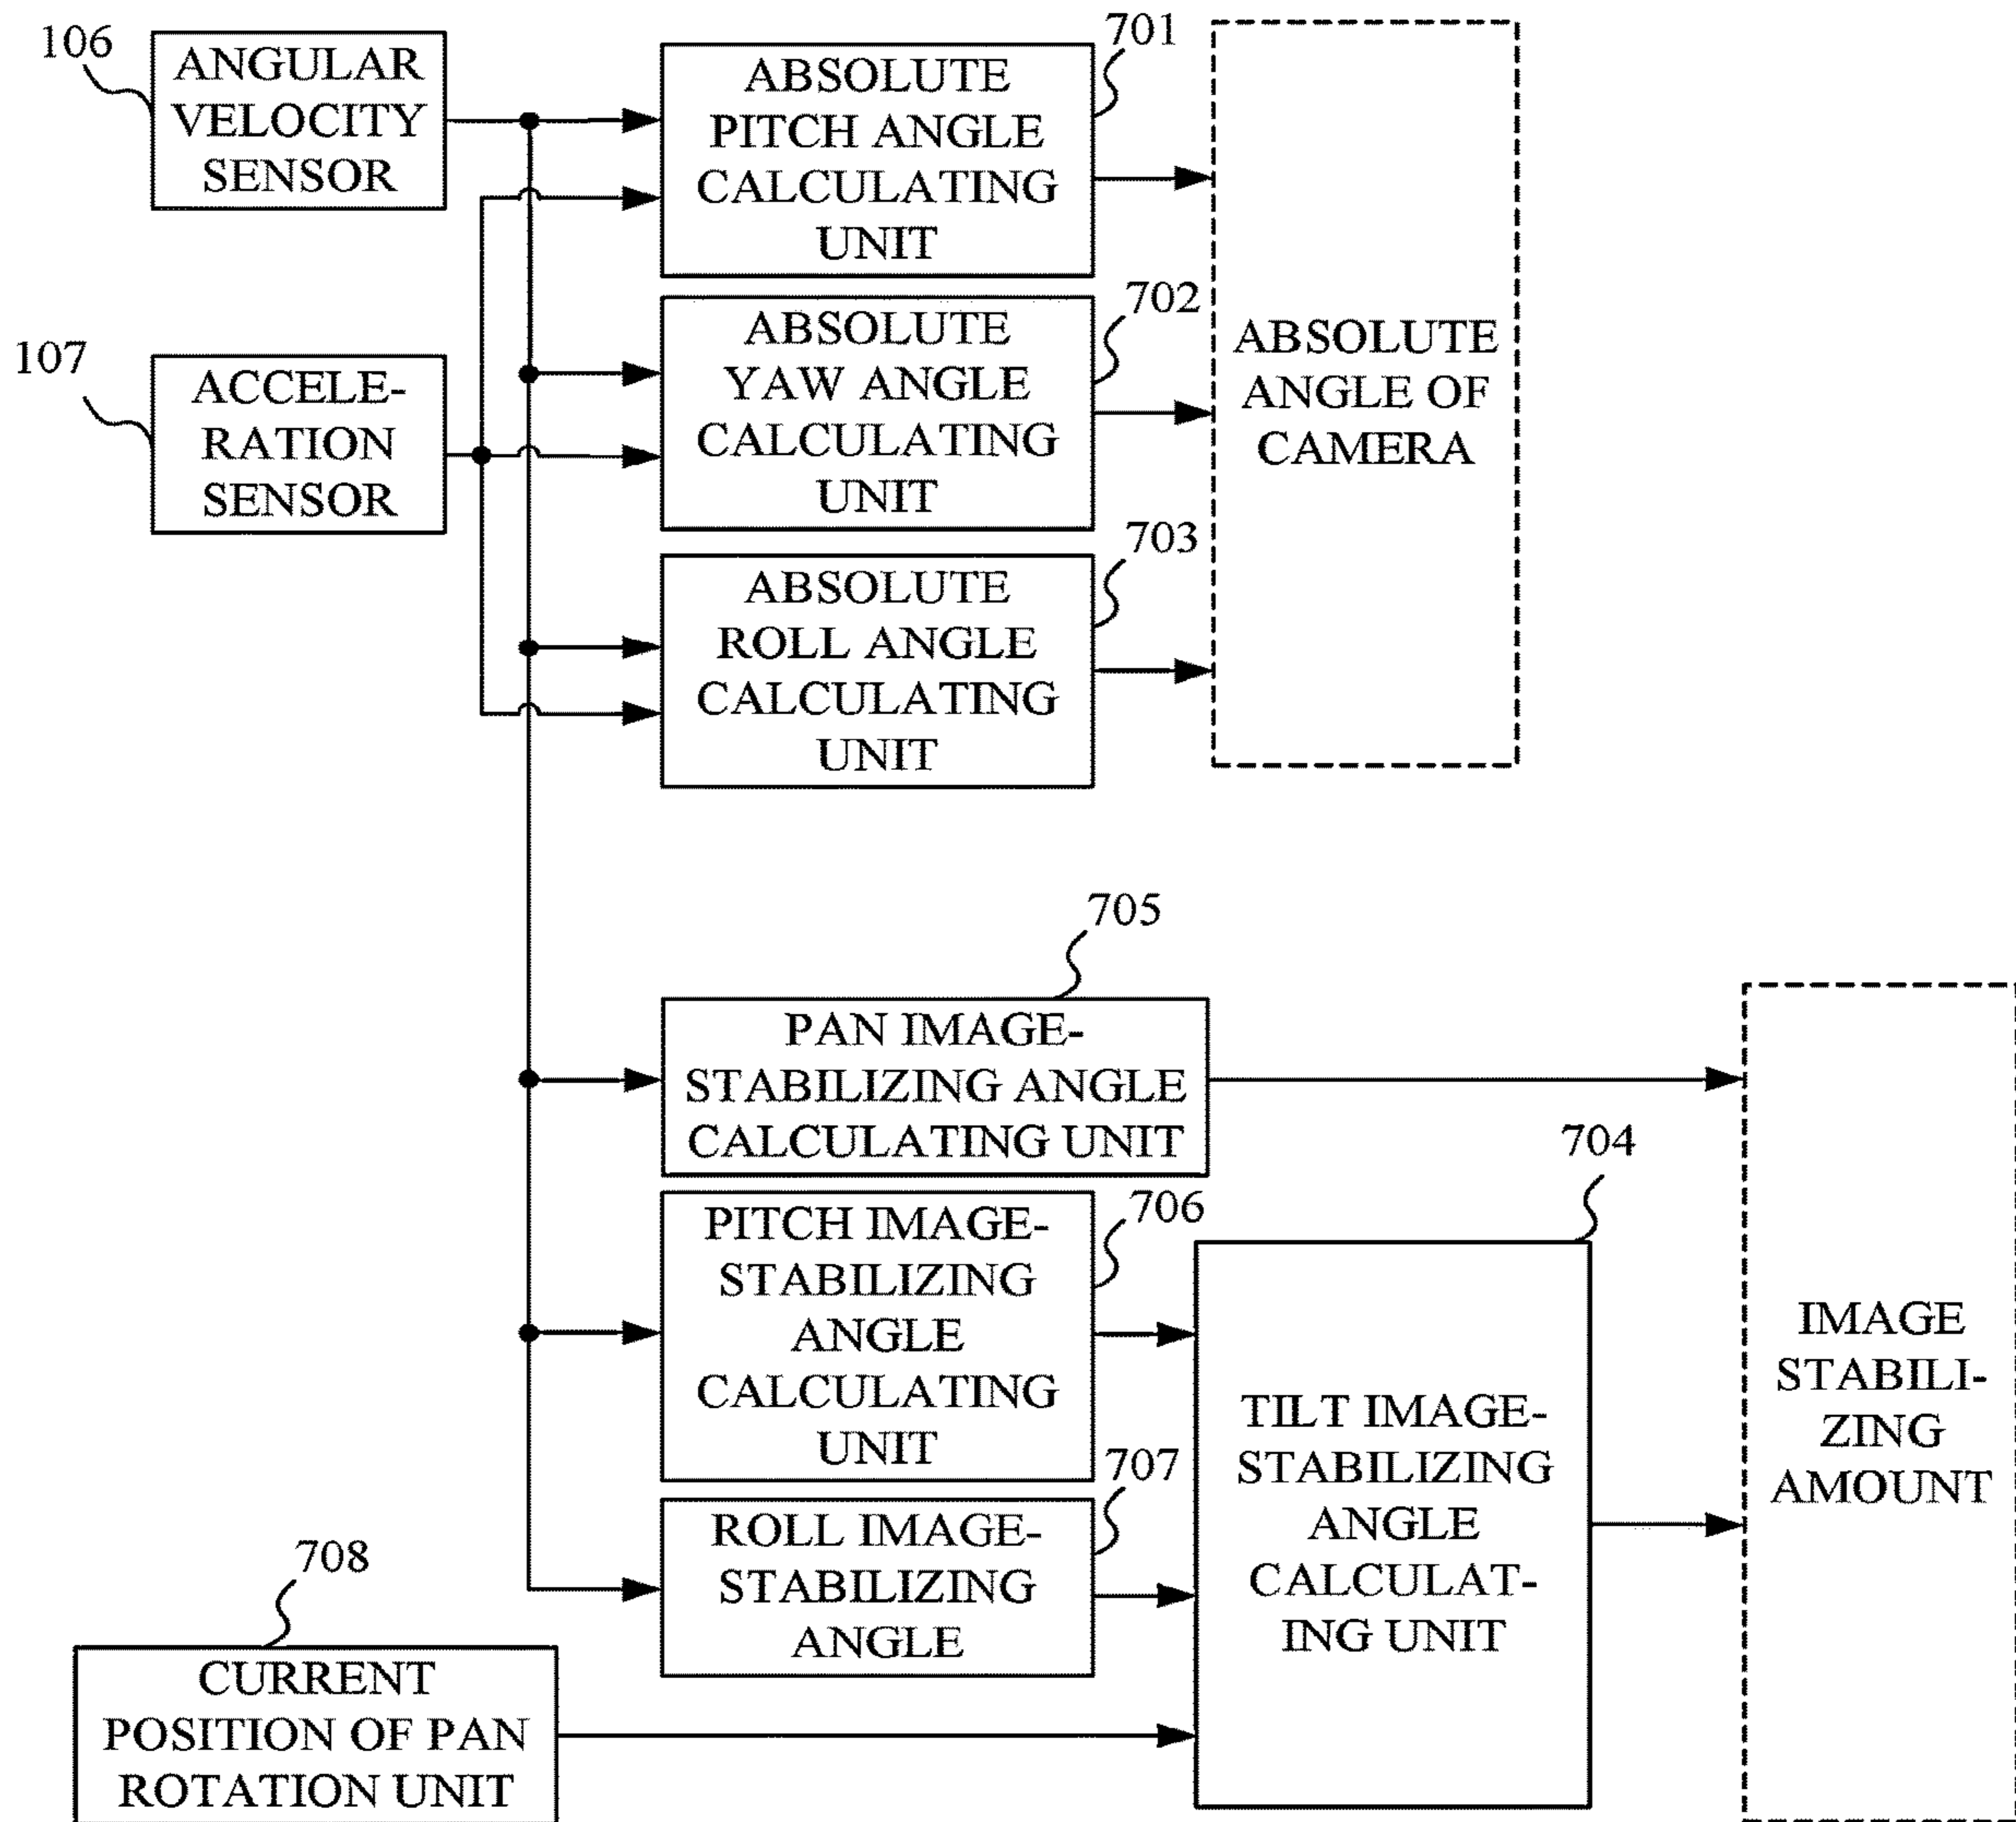 106
ANGULAR
VELOCITY
SENSOR
701
ABSOLUTE
PITCH ANGLE
CALCULATING
UNIT
107
ACCELE-
RATION
SENSOR
702
ABSOLUTE
YAW ANGLE
CALCULATING
UNIT
ABSOLUTE
ANGLE OF
CAMERA
703
ABSOLUTE
ROLL ANGLE
CALCULATING
UNIT
705
PAN IMAGE-
STABILIZING ANGLE
CALCULATING UNIT
704
706
PITCH IMAGE-
STABILIZING
ANGLE
CALCULATING
UNIT
707
ROLL IMAGE-
STABILIZING
ANGLE
TILT IMAGE-
STABILIZING
ANGLE
CALCULAT-
ING UNIT
IMAGE
STABILI-
ZING
AMOUNT
708
CURRENT
POSITION OF PAN
ROTATION UNIT